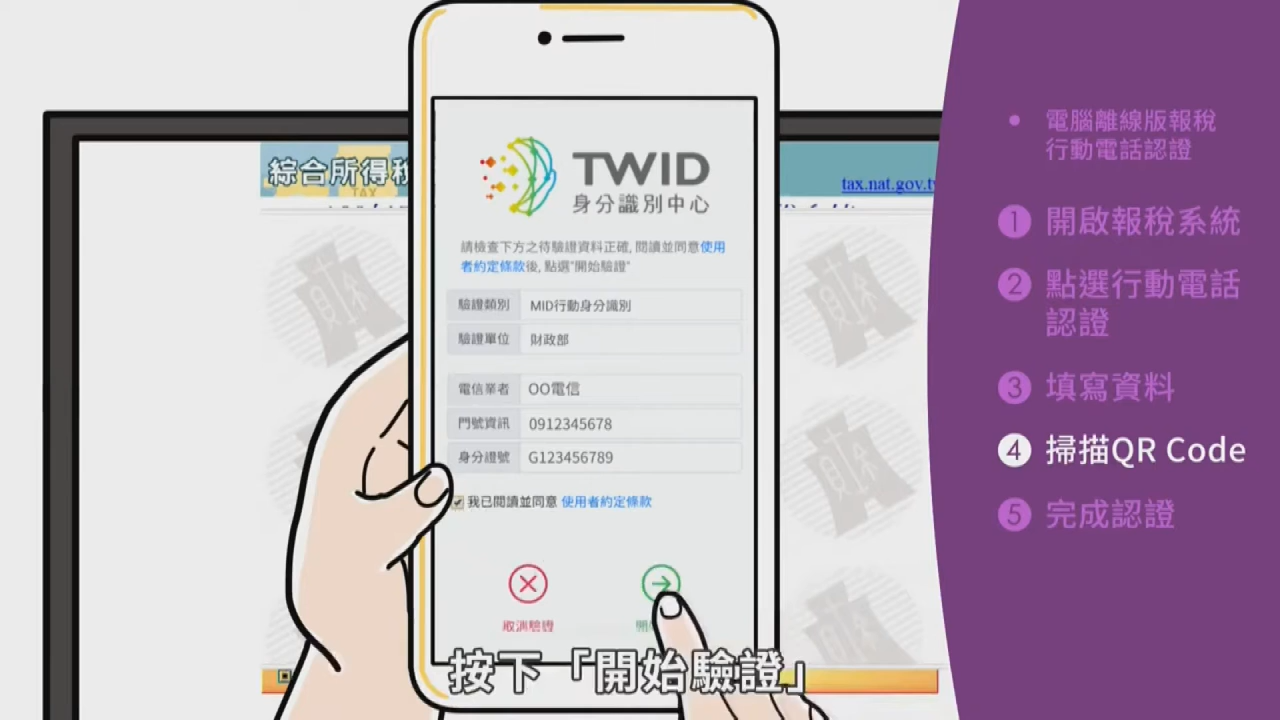 綜合所得稅
TAX
tax.nat.gov.tw
TWID
身分識別中心
請檢查下方之待驗證資料正確, 閱讀並同意使用
者約定條款後, 點選"開始驗證"
驗證類別 MID行動身分識別
驗證單位 財政部
電信業者 OO電信
門號資訊 0912345678
身分證號 G123456789
我已閱讀並同意 使用者約定條款
取消驗證
按下「開始驗證」
• 電腦離線版報稅
行動電話認證
1 開啟報稅系統
2 點選行動電話
認證
3 填寫資料
4 掃描QR Code
5 完成認證